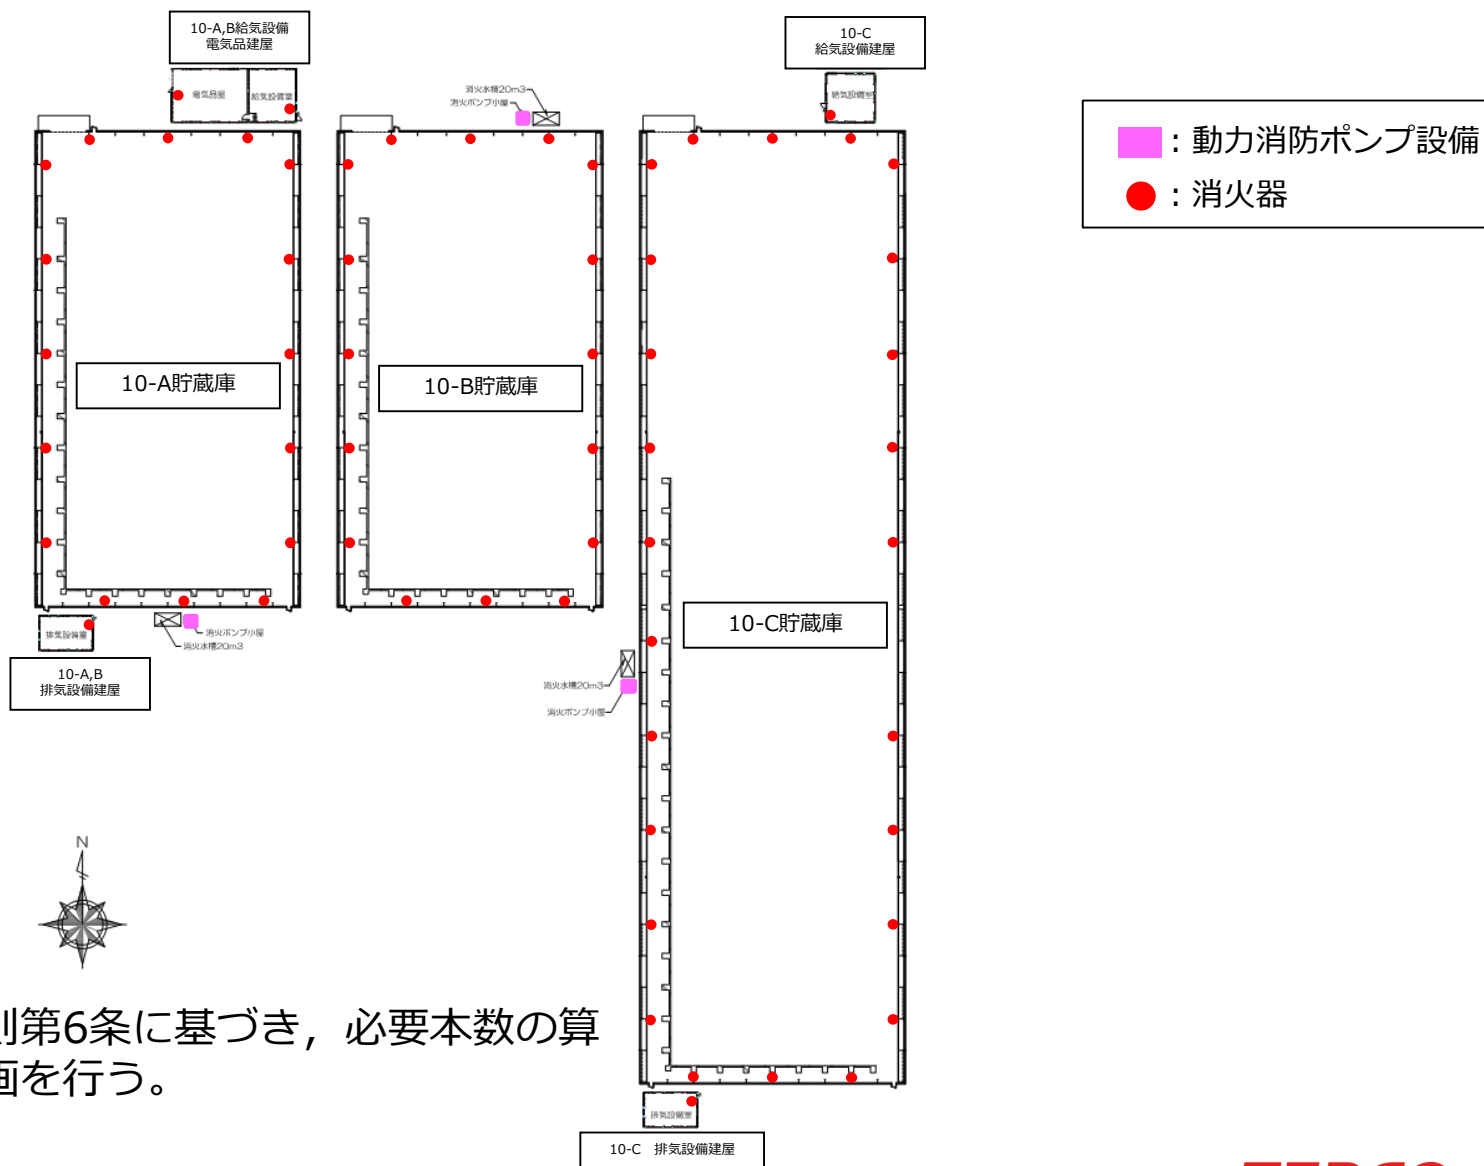 10-A,B給気設備
電気品建屋
10-C
給気設備建屋
電気品室
給気設備室
消火水槽20m3
消火ポンプ小屋
給気設備室
：動力消防ポンプ設備
：消火器
10-A貯蔵庫
10-B貯蔵庫
10-C貯蔵庫
排気設備室
消火ポンプ小屋
消火水槽20m3
10-A,B
排気設備建屋
消火水槽20m3
消火ポンプ小屋
N
則第6条に基づき，必要本数の算
画を行う。
排気設備室
10-C 排気設備建屋